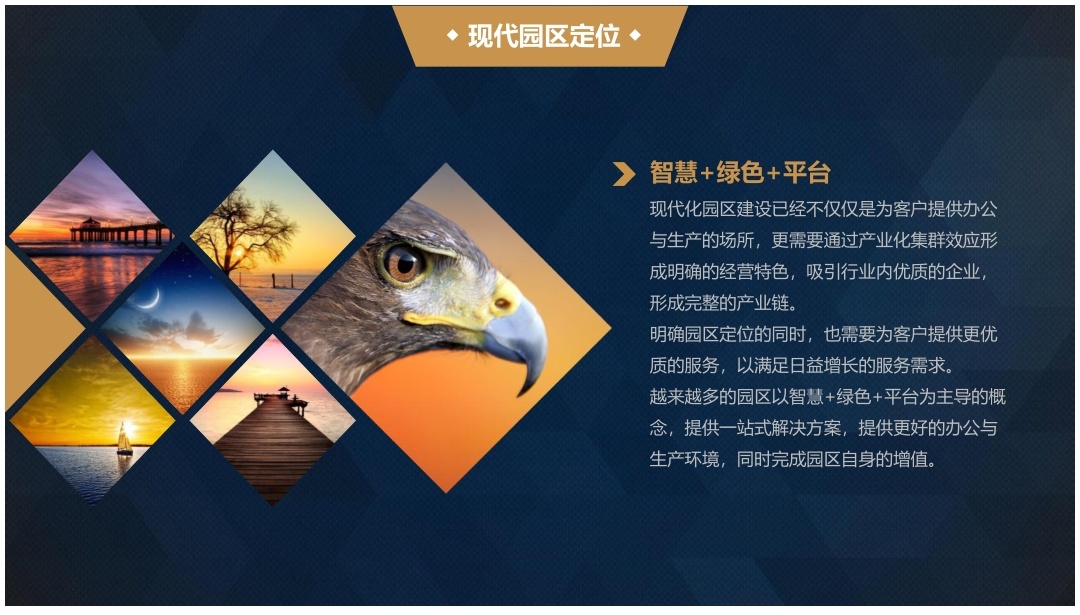 现代园区定位
智慧+绿色+平台
现代化园区建设已经不仅仅是为客户提供办公
与生产的场所，更需要通过产业化集群效应形
成明确的经营特色，吸引行业内优质的企业，
形成完整的产业链。
明确园区定位的同时，也需要为客户提供更优
质的服务，以满足日益增长的服务需求。
越来越多的园区以智慧+绿色+平台为主导的概
念，提供一站式解决方案，提供更好的办公与
生产环境，同时完成园区自身的增值。